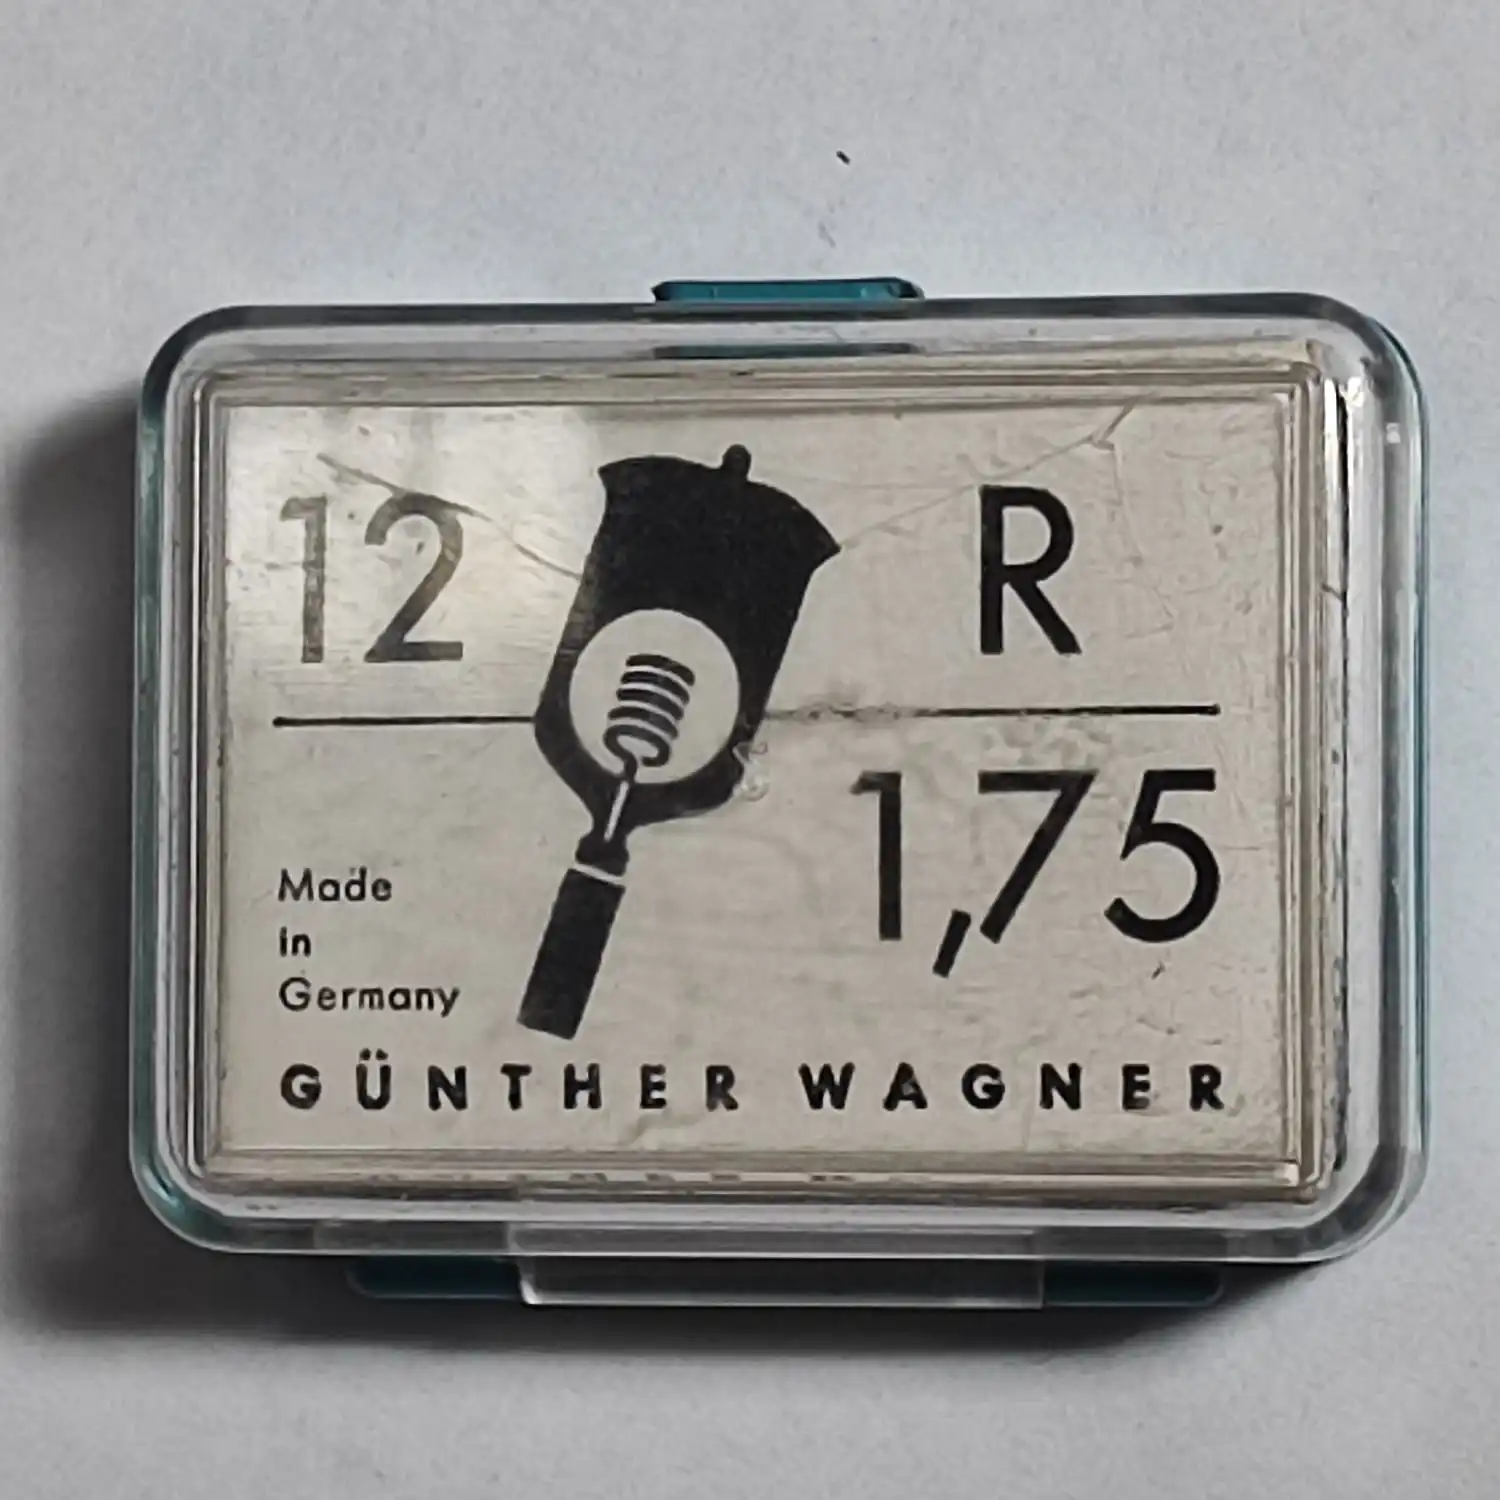 12 R
1,75
Made
in
Germany
GÜNTHER WAGNER